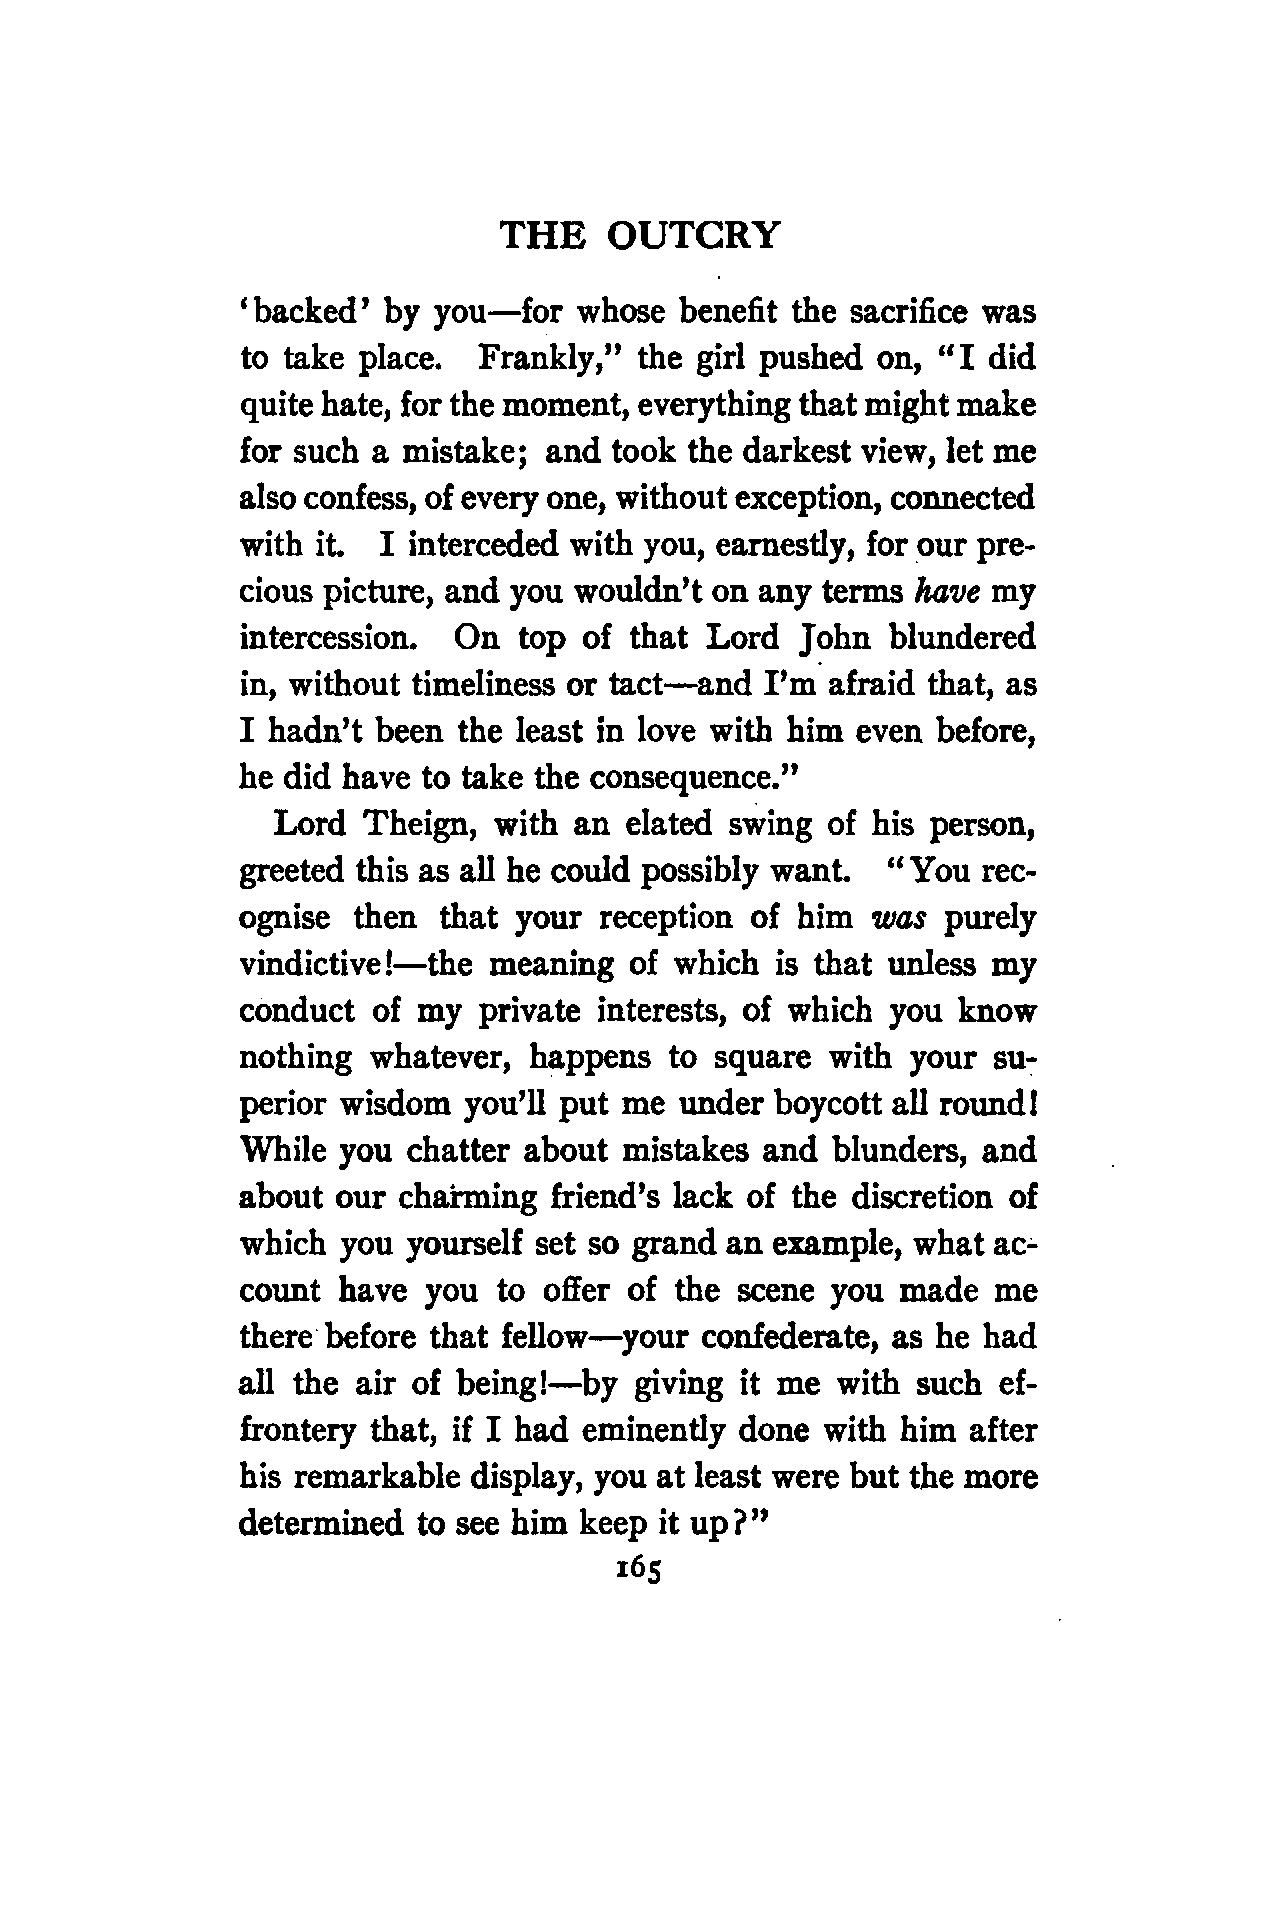 THE OUTCRY
‘backed’ by you—for whose benefit the sacrifice was
to take place. Frankly,” the girl pushed on, “I did
quite hate, for the moment, everything that might make
for such a mistake; and took the darkest view, let me
also confess, of every one, without exception, connected
with it. I interceded with you, earnestly, for our pre-
cious picture, and you wouldn’t on any terms have my
intercession. On top of that Lord John blundered
in, without timeliness or tact—and I’m afraid that, as
I hadn’t been the least in love with him even before,
he did have to take the consequence.”
Lord Theign, with an elated swing of his person,
greeted this as all he could possibly want. “You rec-
ognise then that your reception of him was purely
vindictive!—the meaning of which is that unless my
conduct of my private interests, of which you know
nothing whatever, happens to square with your su-
perior wisdom you’ll put me under boycott all round!
While you chatter about mistakes and blunders, and
about our charming friend’s lack of the discretion of
which you yourself set so grand an example, what ac-
count have you to offer of the scene you made me
there before that fellow—your confederate, as he had
all the air of being!—by giving it me with such ef-
frontery that, if I had eminently done with him after
his remarkable display, you at least were but the more
determined to see him keep it up?”
165